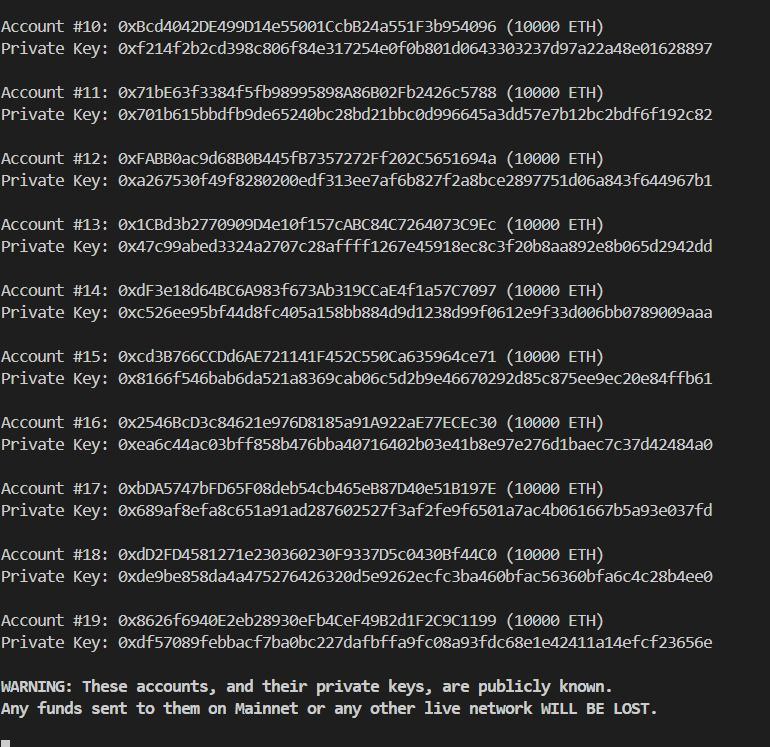 Account #10: 0xBcd4042DE499D14e55001CcbB24a551F3b954096 (10000 ETH)
Private Key: 0xf214f2b2cd398c806f84e317254e0f0b801d0643303237d97a22a48e01628897
Account #11: 0x71bE63f3384f5fb98995898A86B02Fb2426c5788 (10000 ETH)
Private Key: 0x701b615bbdfb9de65240bc28bd21bbc0d996645a3dd57e7b12bc2bdf6f192c82
Account #12: 0xFABB0ac9d68B0B445fB7357272Ff202C5651694a (10000 ETH)
Private Key: 0xa267530f49f8280200edf313ee7af6b827f2a8bce2897751d06a843f644967b1
Account #13: 0x1CBd3b2770909D4e10f157cABC84C7264073C9Ec (10000 ETH)
Private Key: 0x47c99abed3324a2707c28affff1267e45918ec8c3f20b8aa892e8b065d2942dd
Account #14: 0xdF3e18d64BC6A983f673Ab319CCaE4f1a57C7097 (10000 ETH)
Private Key: 0xc526ee95bf44d8fc405a158bb884d9d1238d99f0612e9f33d006bb0789009aaa
Account #15: 0xcd3B766CCDd6AE721141F452C550Ca635964ce71 (10000 ETH)
Private Key: 0x8166f546bab6da521a8369cab06c5d2b9e46670292d85c875ee9ec20e84ffb61
Account #16: 0x2546BcD3c84621e976D8185a91A922aE77ECEc30 (10000 ETH)
Private Key: 0xea6c44ac03bff858b476bba40716402b03e41b8e97e276d1baec7c37d42484a0
Account #17: 0xbDA5747bFD65F08deb54cb465eB87D40e51B197E (10000 ETH)
Private Key: 0x689af8efa8c651a91ad287602527f3af2fe9f6501a7ac4b061667b5a93e037fd
Account #18: 0xdD2FD4581271e230360230F9337D5c0430Bf44C0 (10000 ETH)
Private Key: 0xde9be858da4a475276426320d5e9262ecfc3ba460bfac56360bfa6c4c28b4ee0
Account #19: 0x8626f6940E2eb28930eFb4CeF49B2d1F2C9C1199 (10000 ETH)
Private Key: 0xdf57089febbacf7ba0bc227dafbffa9fc08a93fdc68e1e42411a14efcf23656e
WARNING: These accounts, and their private keys, are publicly known.
Any funds sent to them on Mainnet or any other live network WILL BE LOST.